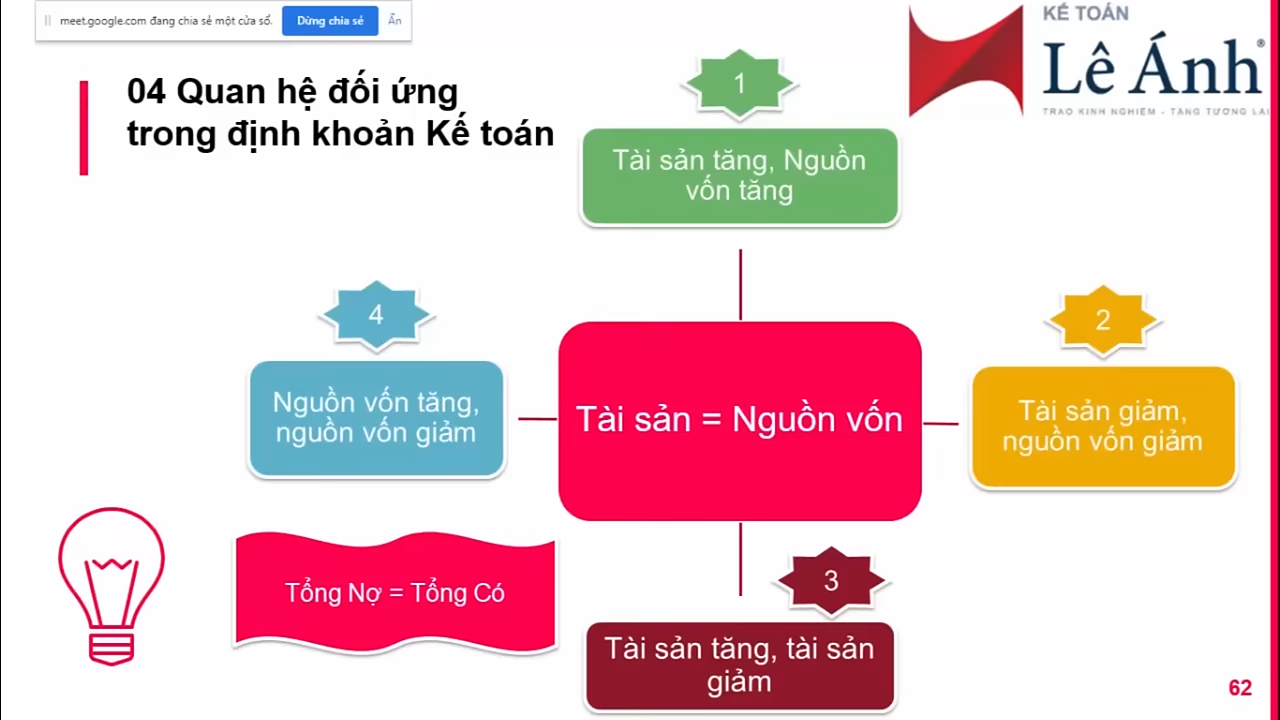 meet.google.com đang chia sẻ một cửa sổ.
Dừng chia sẻ
Ẩn
KẾ TOÁN
Lê Ánh®
TRAO KINH NGHIỆM - TẶNG TƯƠNG LAI
04 Quan hệ đối ứng
trong định khoản Kế toán
1
Tài sản tăng, Nguồn
vốn tăng
4
Nguồn vốn tăng,
nguồn vốn giảm
Tài sản = Nguồn vốn
2
Tài sản giảm,
nguồn vốn giảm
Tổng Nợ = Tổng Có
3
Tài sản tăng, tài sản
giảm
62